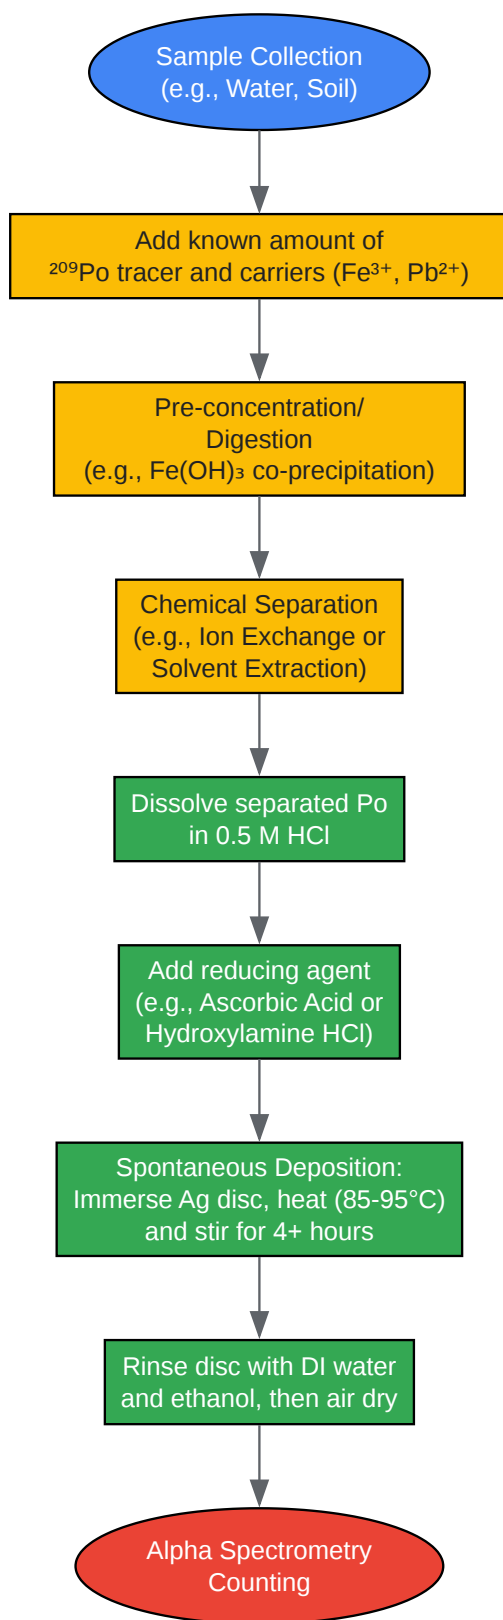 Sample Collection
(e.g., Water, Soil)
Add known amount of
²⁰⁹Po tracer and carriers (Fe³⁺, Pb²⁺)
Pre-concentration/
Digestion
(e.g., Fe(OH)₃ co-precipitation)
Chemical Separation
(e.g., Ion Exchange or
Solvent Extraction)
Dissolve separated Po
in 0.5 M HCl
Add reducing agent
(e.g., Ascorbic Acid or
Hydroxylamine HCl)
Spontaneous Deposition:
Immerse Ag disc, heat (85-95°C)
and stir for 4+ hours
Rinse disc with DI water
and ethanol, then air dry
Alpha Spectrometry
Counting